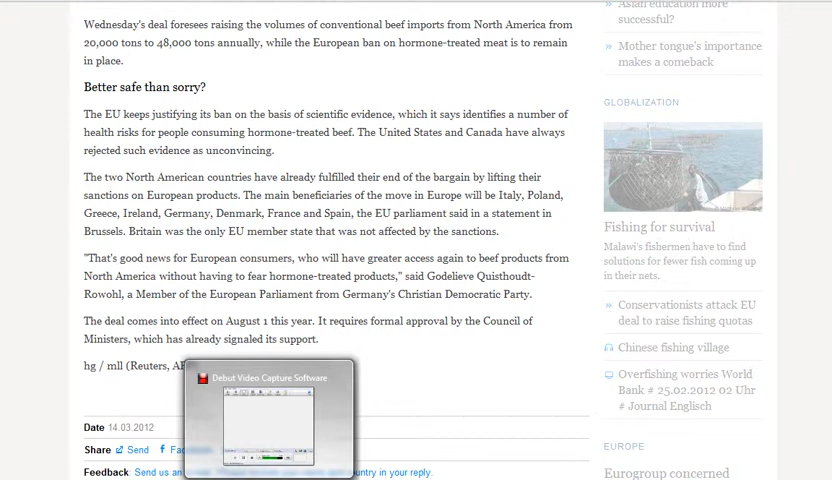 Wednesday's deal foresees raising the volumes of conventional beef imports from North America from
20,000 tons to 48,000 tons annually, while the European ban on hormone-treated meat is to remain
in place.
Better safe than sorry?
The EU keeps justifying its ban on the basis of scientific evidence, which it says identifies a number of
health risks for people consuming hormone-treated beef. The United States and Canada have always
rejected such evidence as unconvincing.
The two North American countries have already fulfilled their end of the bargain by lifting their
sanctions on European products. The main beneficiaries of the move in Europe will be Italy, Poland,
Greece, Ireland, Germany, Denmark, France and Spain, the EU parliament said in a statement in
Brussels. Britain was the only EU member state that was not affected by the sanctions.
"That's good news for European consumers, who will have greater access again to beef products from
North America without having to fear hormone-treated products," said Godelieve Quisthoudt-
Rowohl, a Member of the European Parliament from Germany's Christian Democratic Party.
The deal comes into effect on August 1 this year. It requires formal approval by the Council of
Ministers, which has already signaled its support.
hg / mll (Reuters,
Debut Video Capture Software
Date 14.03.2012
Share Send
Feedback: Send us an country in your reply.
Asian education more
successful?
» Mother tongue's importance
makes a comeback
GLOBALIZATION
Fishing for survival
Malawi's fishermen have to find
solutions for fewer fish coming up
in their nets.
» Conservationists attack EU
deal to raise fishing quotas
Chinese fishing village
Overfishing worries World
Bank # 25.02.2012 02 Uhr
# Journal Englisch
EUROPE
Eurogroup concerned